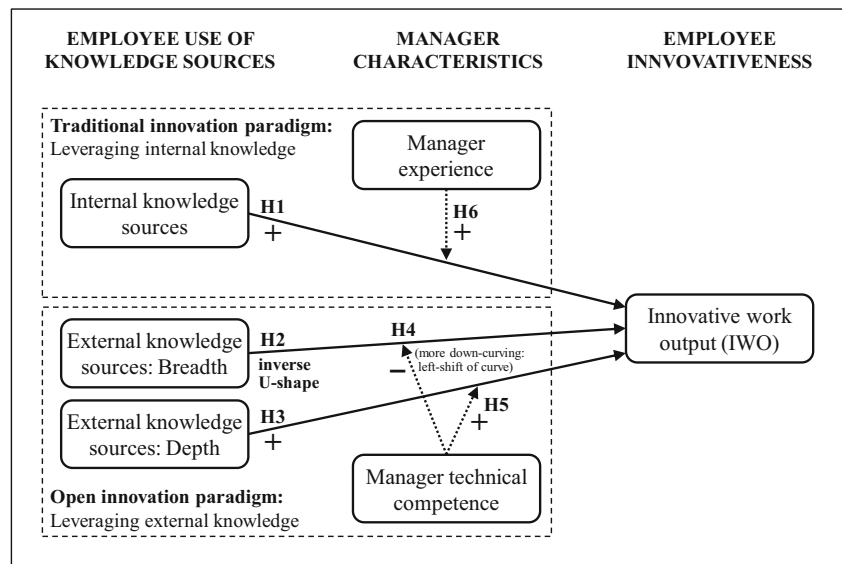 EMPLOYEE USE OF
KNOWLEDGE SOURCES
MANAGER
CHARACTERISTICS
EMPLOYEE
INNVOVATIVENESS
Traditional innovation paradigm:
Leveraging internal knowledge
Manager
experience
Internal knowledge
sources
H1
+
H6
+
Innovative work
output (IWO)
External knowledge
sources: Breadth
H2
inverse
U-shape
H4
(more down-curving:
left-shift of curve)
–
External knowledge
sources: Depth
H3
+
H5
+
Manager technical
competence
Open innovation paradigm:
Leveraging external knowledge